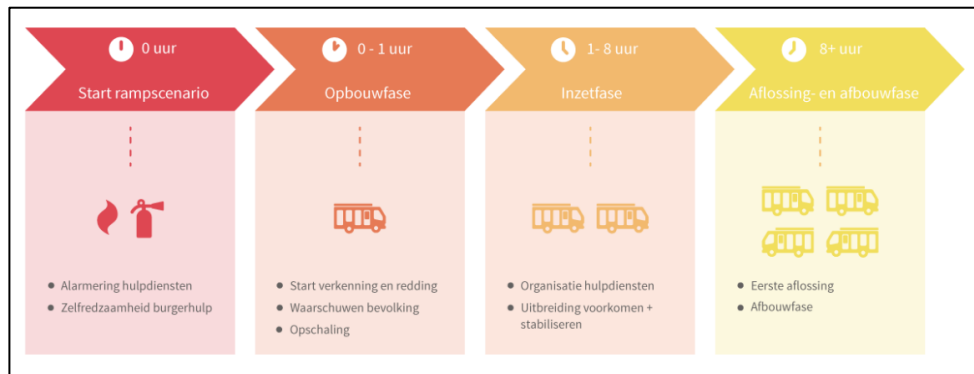 0 uur
Start rampscenario
● Alarmering hulpdiensten
● Zelfredzaamheid burgerhulp
0 - 1 uur
Opbouwfase
● Start verkenning en redding
● Waarschuwen bevolking
● Opschaling
1- 8 uur
Inzetfase
● Organisatie hulpdiensten
● Uitbreiding voorkomen +
stabiliseren
8+ uur
Aflossing- en afbouwfase
● Eerste aflossing
● Afbouwfase